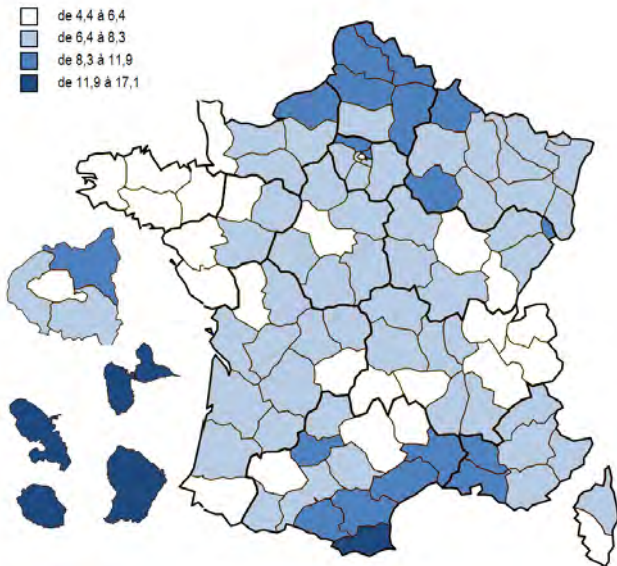 de 4,4 à 6,4
de 6,4 à 8,3
de 8,3 à 11,9
de 11,9 à 17,1